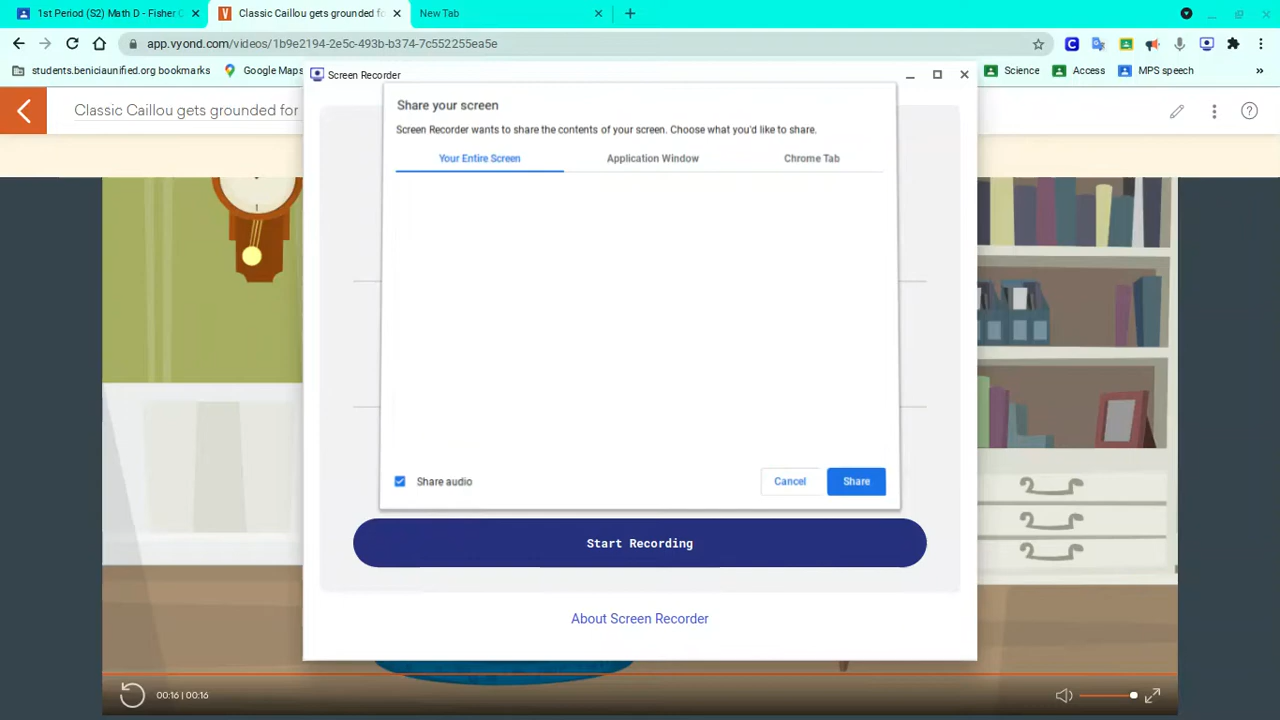 1st Period (S2) Math D - Fisher C
Classic Caillou gets grounded fo
New Tab
app.vyond.com/videos/1b9e2194-2e5c-493b-b374-7c552255ea5e
students.beniciaunified.org bookmarks
Google Maps
Science
Access
MPS speech
»
Screen Recorder
Classic Caillou gets grounded for
Share your screen
Screen Recorder wants to share the contents of your screen. Choose what you'd like to share.
Your Entire Screen
Application Window
Chrome Tab
Share audio
Cancel
Share
Start Recording
About Screen Recorder
00:16 | 00:16